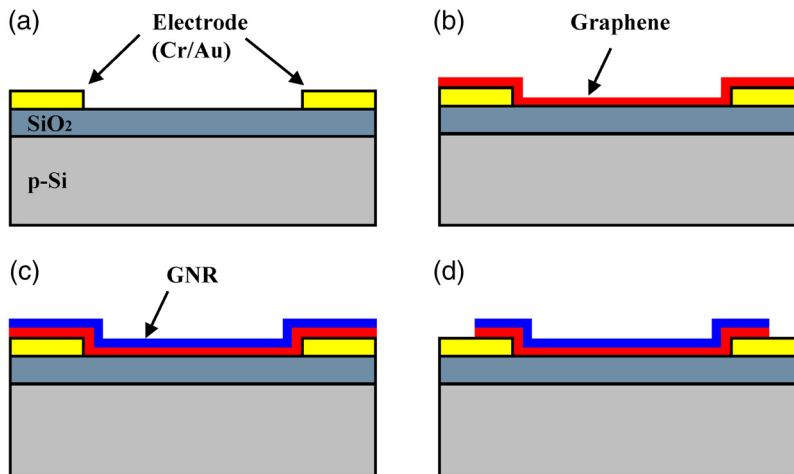 (a)
Electrode
(Cr/Au)
SiO₂
p-Si
(b)
Graphene
(c)
GNR
(d)